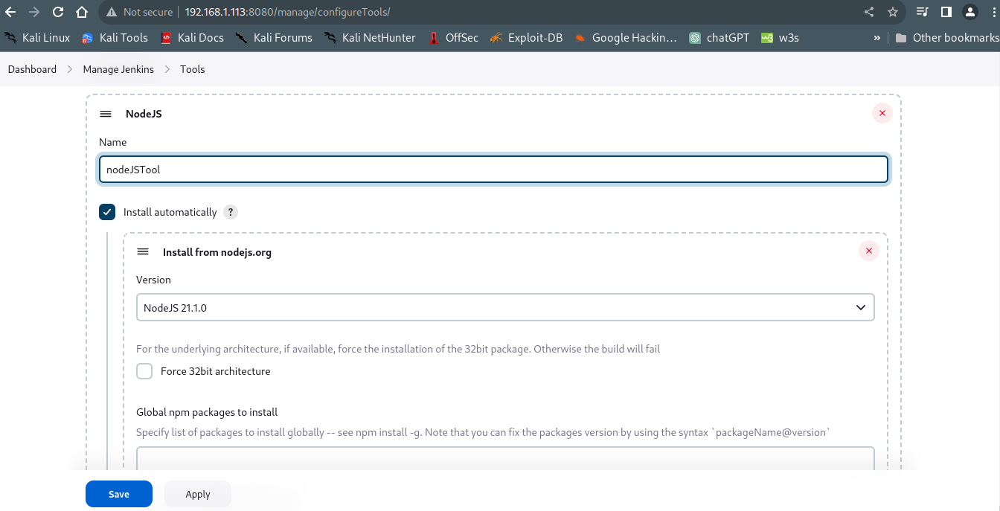 Not secure 192.168.1.113:8080/manage/configureTools/
Kali Linux Kali Tools Kali Docs Kali Forums Kali NetHunter OffSec Exploit-DB Google Hackin... chatGPT w3s » Other bookmarks
Dashboard > Manage Jenkins > Tools
NodeJS
Name
nodeJSTool
Install automatically ?
Install from nodejs.org
Version
NodeJS 21.1.0
For the underlying architecture, if available, force the installation of the 32bit package. Otherwise the build will fail
Force 32bit architecture
Global npm packages to install
Specify list of packages to install globally -- see npm install -g. Note that you can fix the packages version by using the syntax `packageName@version`
Save Apply